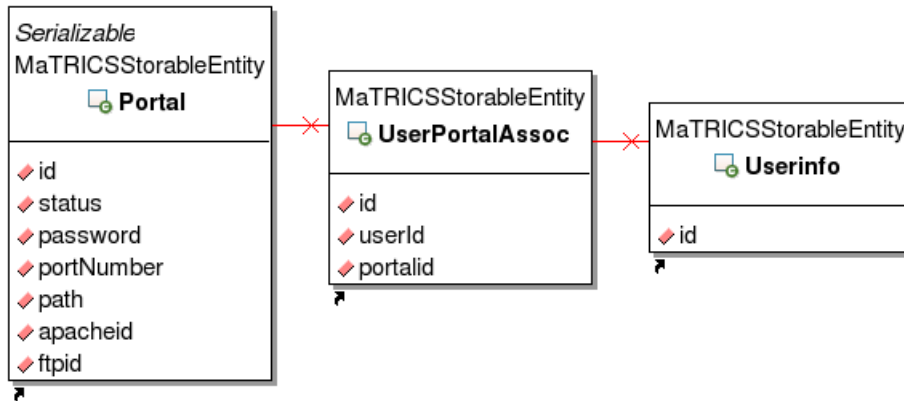 Serializable
MaTRICSStorableEntity
Portal
id
status
password
portNumber
path
apacheid
ftpid
MaTRICSStorableEntity
UserPortalAssoc
id
userId
portalid
MaTRICSStorableEntity
Userinfo
id